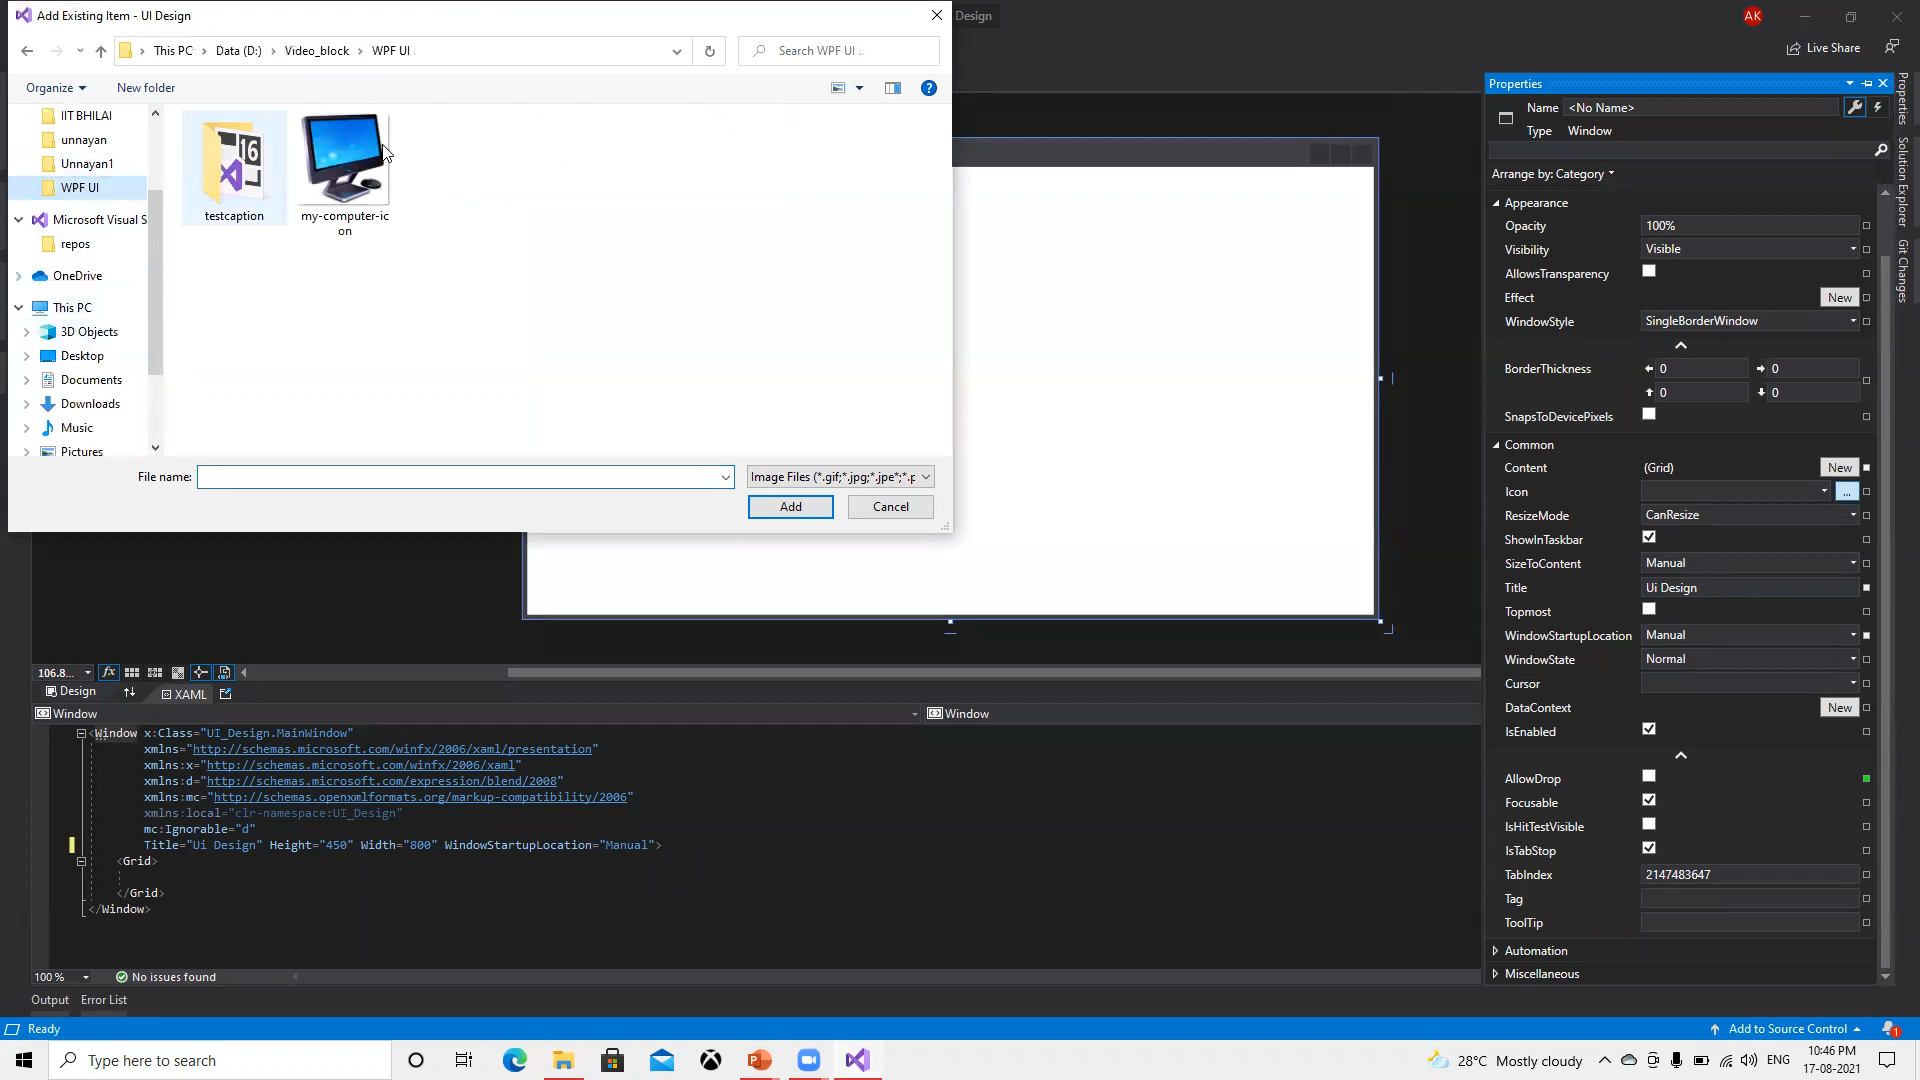 Add Existing Item - UI Design
Design
AK
This PC > Data (D:) > Video_block > WPF UI
Search WPF UI ..
Live Share
Organize
New folder
IIT BHILAI
unnayan
Unnayan1
WPF UI
Microsoft Visual S
repos
OneDrive
This PC
3D Objects
Desktop
Documents
Downloads
Music
Pictures
16
testcaption
my-computer-ic
on
File name:
Image Files (*.gif;*.jpg;*.jpe*;*.p
Add
Cancel
Properties
Name <No Name>
Type Window
Arrange by: Category
Appearance
Opacity 100%
Visibility Visible
AllowsTransparency
Effect New
WindowStyle SingleBorderWindow
BorderThickness 0 0
0 0
SnapsToDevicePixels
Common
Content (Grid) New
Icon ...
ResizeMode CanResize
ShowInTaskbar
SizeToContent Manual
Title Ui Design
Topmost
WindowStartupLocation Manual
WindowState Normal
Cursor
DataContext New
IsEnabled
AllowDrop
Focusable
IsHitTestVisible
IsTabStop
TabIndex 2147483647
Tag
ToolTip
Automation
Miscellaneous
Properties
Solution Explorer
Git Changes
106.8...
fx
Design
XAML
Window
Window
<Window x:Class="UI_Design.MainWindow"
xmlns="http://schemas.microsoft.com/winfx/2006/xaml/presentation"
xmlns:x="http://schemas.microsoft.com/winfx/2006/xaml"
xmlns:d="http://schemas.microsoft.com/expression/blend/2008"
xmlns:mc="http://schemas.openxmlformats.org/markup-compatibility/2006"
xmlns:local="clr-namespace:UI_Design"
mc:Ignorable="d"
Title="Ui Design" Height="450" Width="800" WindowStartupLocation="Manual">
<Grid>
</Grid>
</Window>
100 %
No issues found
Output
Error List
Ready
Add to Source Control
1
Type here to search
28°C Mostly cloudy
ENG
10:46 PM
17-08-2021